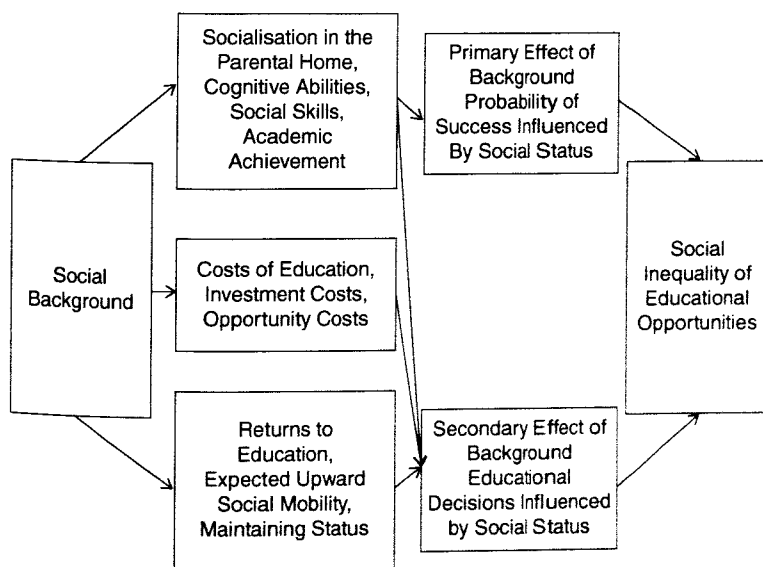 Social
Background
Socialisation in the
Parental Home,
Cognitive Abilities,
Social Skills,
Academic
Achievement
Costs of Education,
Investment Costs,
Opportunity Costs
Returns to
Education,
Expected Upward
Social Mobility,
Maintaining Status
Primary Effect of
Background
Probability of
Success Influenced
By Social Status
Secondary Effect of
Background
Educational
Decisions Influenced
by Social Status
Social
Inequality of
Educational
Opportunities